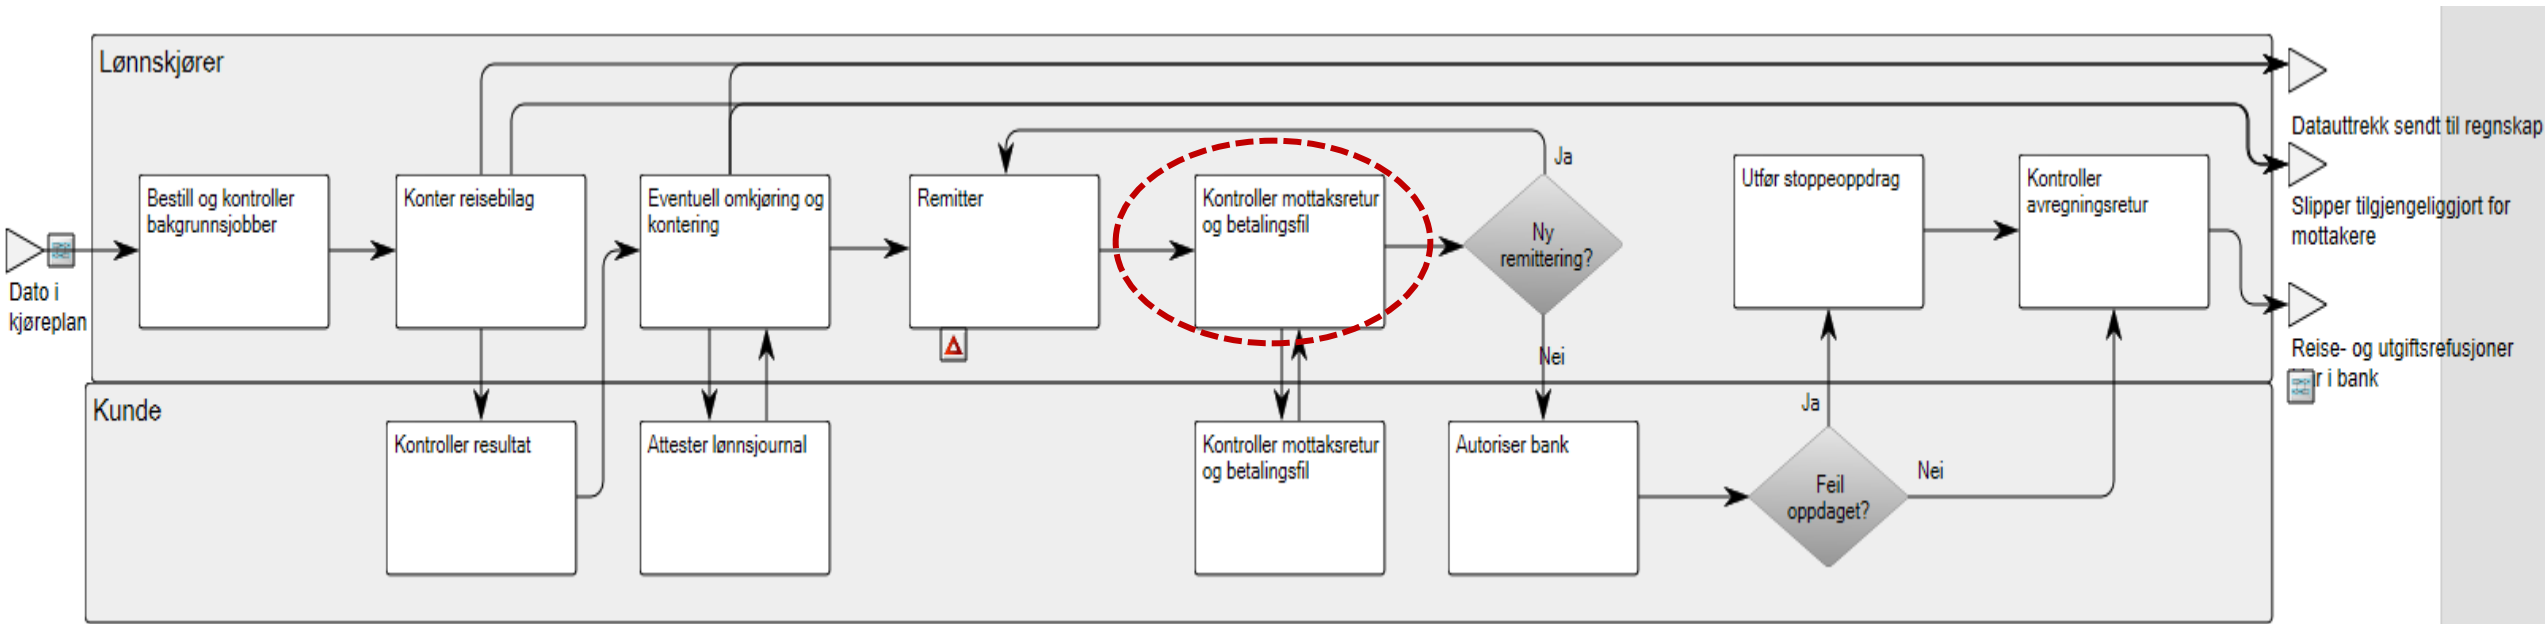 Lønnskjører
Datauttrekk sendt til regnskap
Ja
Bestill og kontroller
bakgrunnsjobber
Konter reisebilag
Eventuell omkjøring og
kontering
Remitter
Kontroller mottaksretur
og betalingsfil
Ny
remittering?
Utfør stoppeoppdrag
Kontroller
avregningsretur
Slipper tilgjengeliggjort for
mottakere
Dato i
kjøreplan
Nei
Reise- og utgiftsrefusjoner
i bank
Kunde
Ja
Kontroller resultat
Attester lønnsjournal
Kontroller mottaksretur
og betalingsfil
Autoriser bank
Feil
oppdaget?
Nei